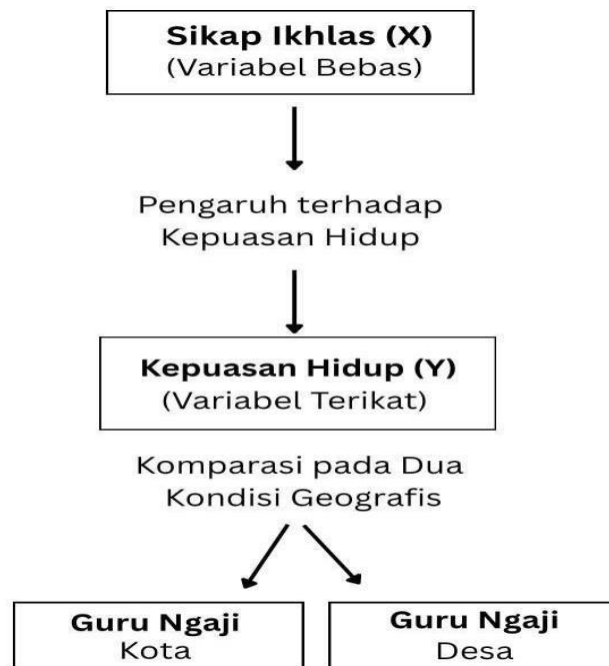 Sikap Ikhlas (X)
(Variabel Bebas)
Pengaruh terhadap
Kepuasan Hidup
Kepuasan Hidup (Y)
(Variabel Terikat)
Komparasi pada Dua
Kondisi Geografis
Guru Ngaji
Kota
Guru Ngaji
Desa